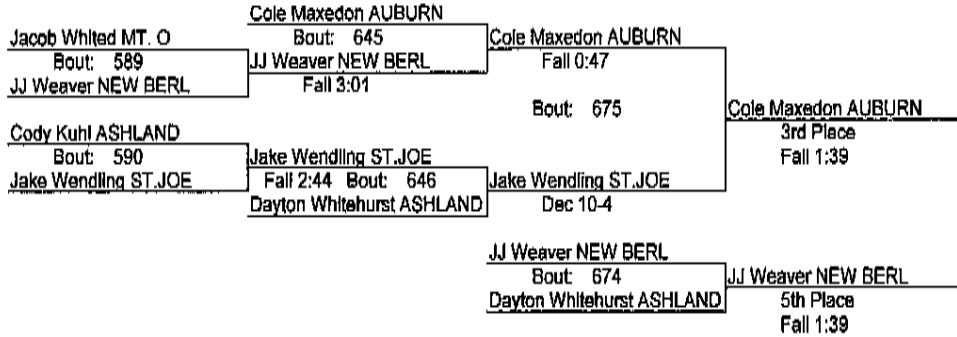 Cole Maxedon AUBURN
Jacob Whited MT. O
Bout: 645
Cole Maxedon AUBURN
Bout: 589
JJ Weaver NEW BERL
Fall 0:47
JJ Weaver NEW BERL
Fall 3:01
Bout: 675
Cole Maxedon AUBURN
Cody Kuhl ASHLAND
3rd Place
Bout: 590
Jake Wendling ST.JOE
Fall 1:39
Jake Wendling ST.JOE
Fall 2:44 Bout: 646
Jake Wendling ST.JOE
Dayton Whitehurst ASHLAND
Dec 10-4
JJ Weaver NEW BERL
Bout: 674
JJ Weaver NEW BERL
Dayton Whitehurst ASHLAND
5th Place
Fall 1:39